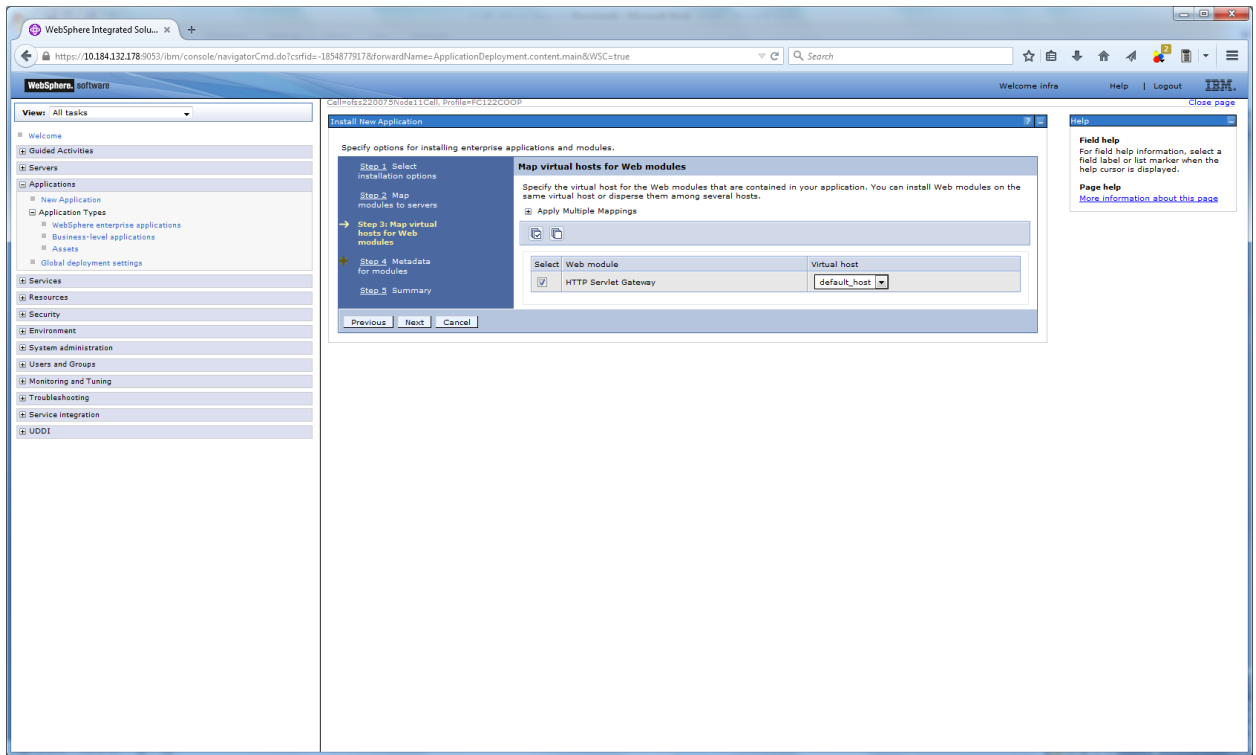 WebSphere Integrated Solu...
https://10.184.132.178:9053/ibm/console/navigatorCmd.do?csrfid=-1854877917&forwardName=ApplicationDeployment.content.main&WSC=true
Search
2
WebSphere. software
Welcome infra
Help | Logout
IBM.
View: All tasks
Welcome
Guided Activities
Servers
Applications
New Application
Application Types
WebSphere enterprise applications
Business-level applications
Assets
Global deployment settings
Services
Resources
Security
Environment
System administration
Users and Groups
Monitoring and Tuning
Troubleshooting
Service integration
UDDI
Cell=ofss220075Node11Cell, Profile=FC122COOP
Close page
Install New Application
Specify options for installing enterprise applications and modules.
Step 1 Select
installation options
Step 2 Map
modules to servers
Step 3: Map virtual
hosts for Web
modules
Step 4 Metadata
for modules
Step 5 Summary
Map virtual hosts for Web modules
Specify the virtual host for the Web modules that are contained in your application. You can install Web modules on the
same virtual host or disperse them among several hosts.
Apply Multiple Mappings
Select Web module Virtual host
HTTP Servlet Gateway default_host
Previous Next Cancel
Help
Field help
For field help information, select a
field label or list marker when the
help cursor is displayed.
Page help
More information about this page